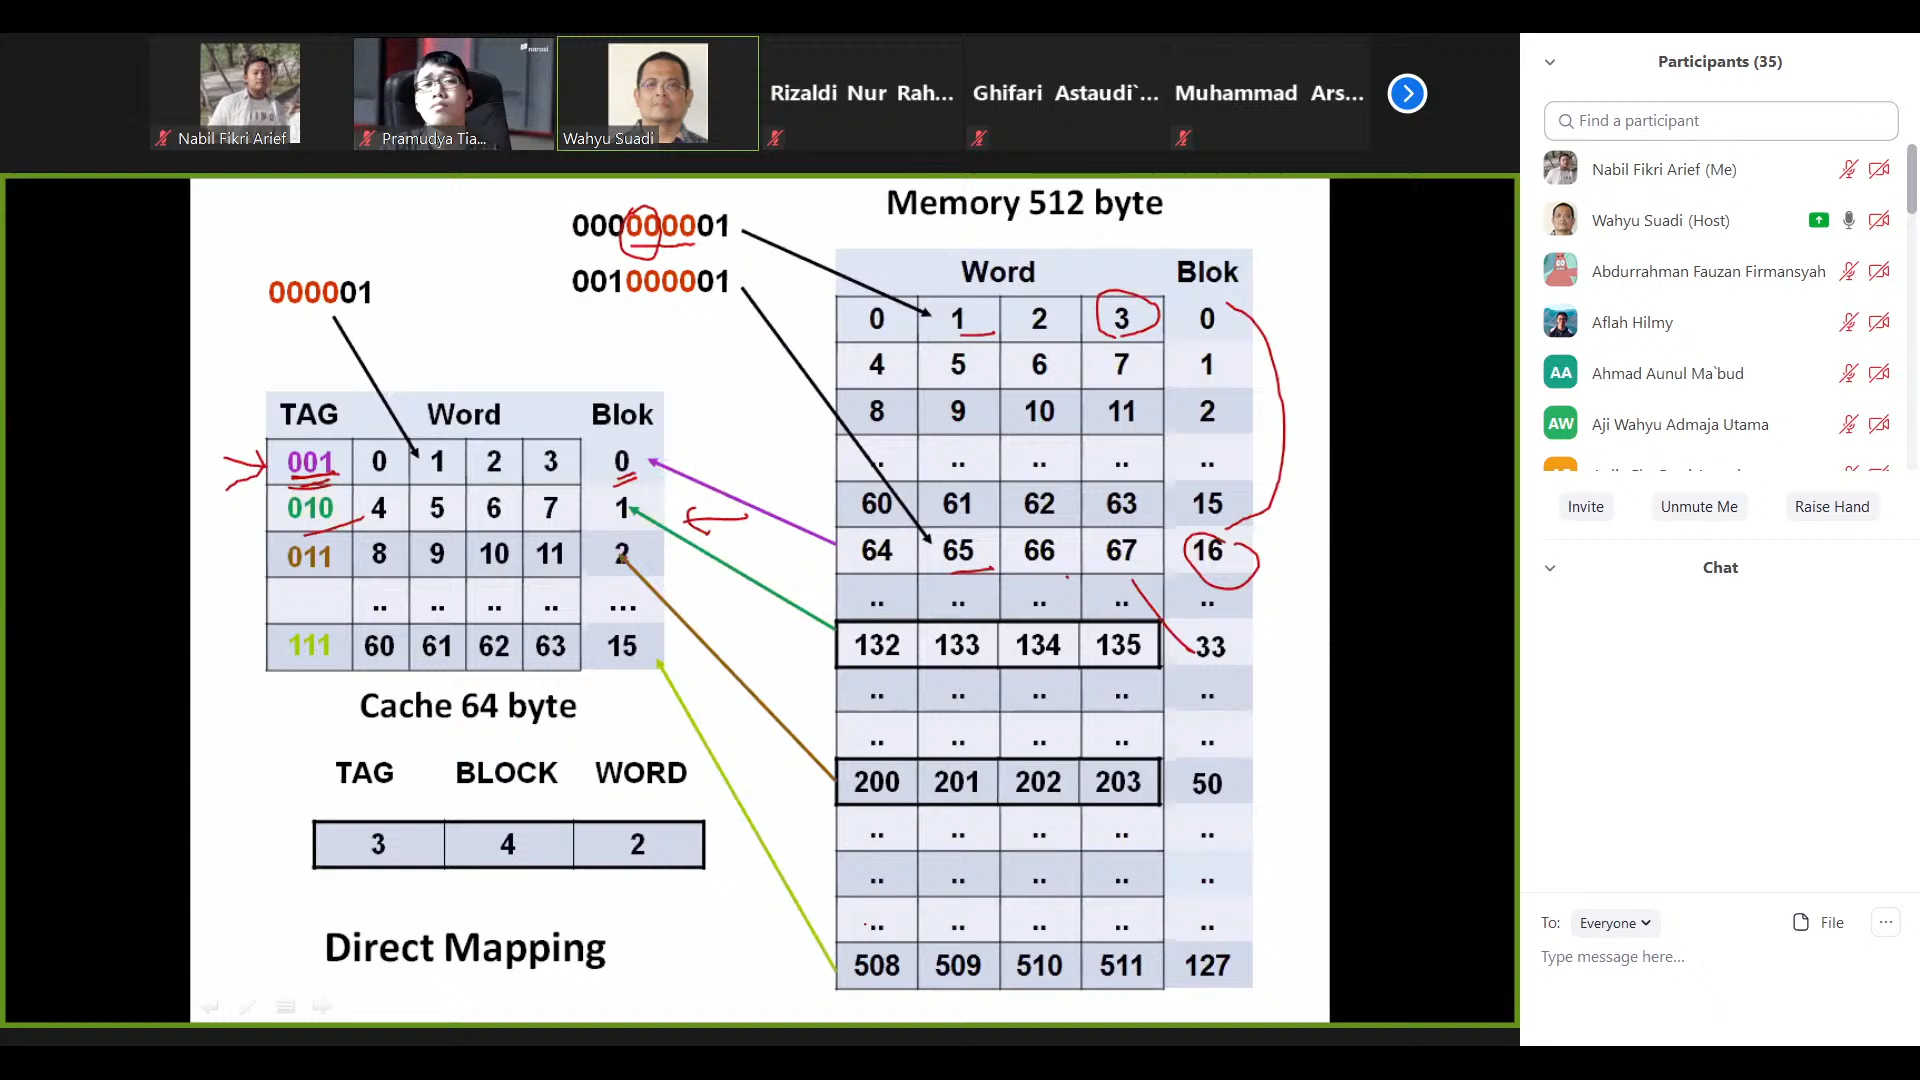 narasi
Nabil Fikri Arief
Pramudya Tia...
Wahyu Suadi
Rizaldi Nur Rah...
Ghifari Astaudi`...
Muhammad Ars...
000000001
001000001
000001
TAG Word Blok
001 0 1 2 3 0
010 4 5 6 7 1
011 8 9 10 11 2
.. .. .. .. ...
111 60 61 62 63 15
Cache 64 byte
TAG BLOCK WORD
3 4 2
Direct Mapping
Memory 512 byte
Word Blok
0 1 2 3 0
4 5 6 7 1
8 9 10 11 2
.. .. .. .. ..
60 61 62 63 15
64 65 66 67 16
.. .. .. .. ..
132 133 134 135 33
.. .. .. .. ..
.. .. .. .. ..
200 201 202 203 50
.. .. .. .. ..
.. .. .. .. ..
.. .. .. .. ..
508 509 510 511 127
Participants (35)
Find a participant
Nabil Fikri Arief (Me)
Wahyu Suadi (Host)
Abdurrahman Fauzan Firmansyah
Aflah Hilmy
AA Ahmad Aunul Ma`bud
AW Aji Wahyu Admaja Utama
Invite Unmute Me Raise Hand
Chat
To: Everyone File ...
Type message here...